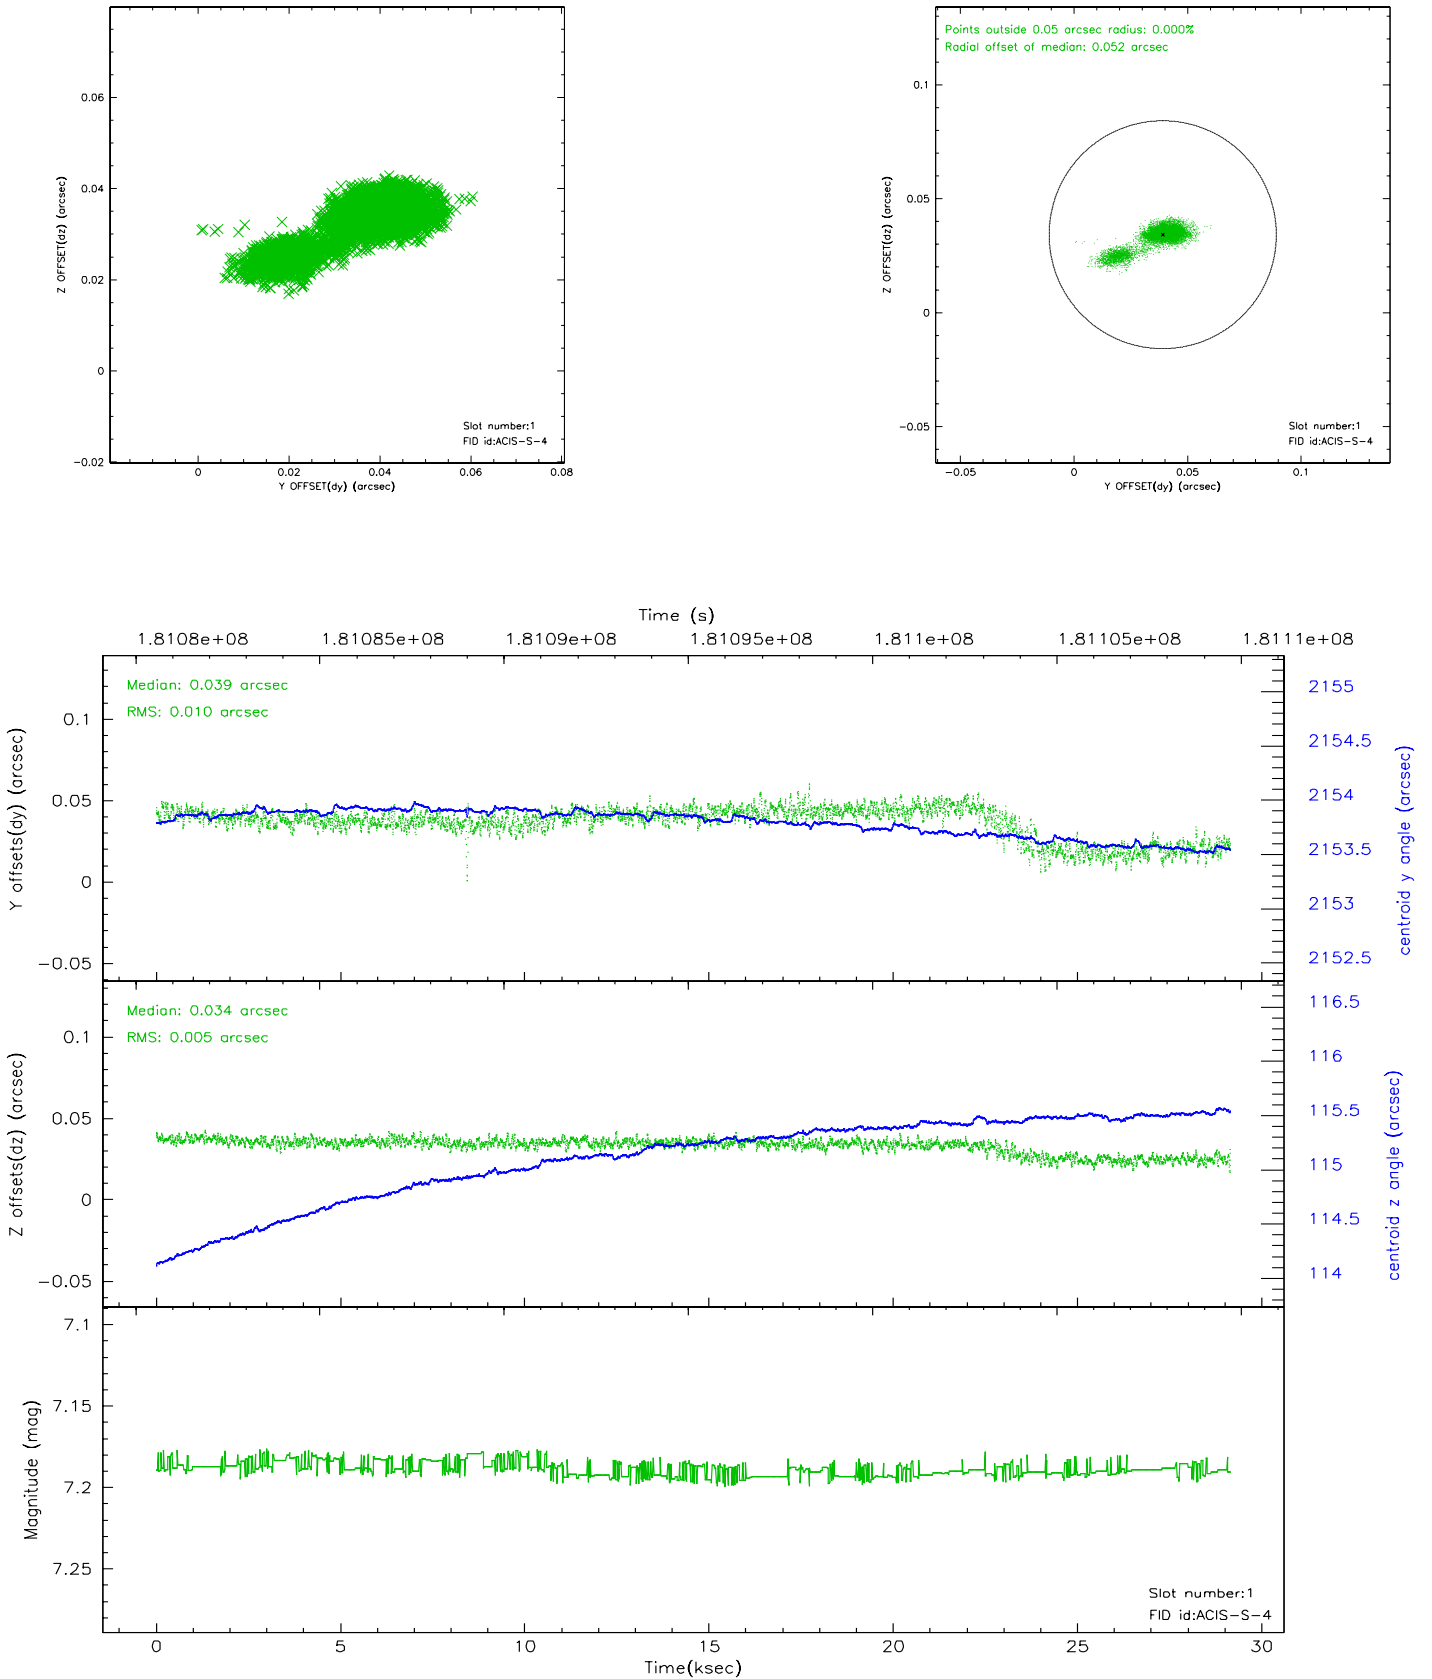 Points outside 0.05 arcsec radius: 0.000%
Radial offset of median: 0.052 arcsec
0.06
0.04
0.02
0
−0.02
Z OFFSET(dz) (arcsec)
Slot number:1
FID id:ACIS−S−4
0 0.02 0.04 0.06 0.08
Y OFFSET(dy) (arcsec)
0.1
0.05
0
−0.05
Z OFFSET(dz) (arcsec)
Slot number:1
FID id:ACIS−S−4
−0.05 0 0.05 0.1
Y OFFSET(dy) (arcsec)
Time (s)
1.8108e+08 1.81085e+08 1.8109e+08 1.81095e+08 1.811e+08 1.81105e+08 1.8111e+08
Median: 0.039 arcsec
RMS: 0.010 arcsec
0.1
0.05
0
−0.05
Y offsets(dy) (arcsec)
2155
2154.5
2154
2153.5
2153
2152.5
centroid y angle (arcsec)
Median: 0.034 arcsec
RMS: 0.005 arcsec
0.1
0.05
0
−0.05
Z offsets(dz) (arcsec)
116.5
116
115.5
115
114.5
114
centroid z angle (arcsec)
7.1
7.15
7.2
7.25
Magnitude (mag)
Slot number:1
FID id:ACIS−S−4
0 5 10 15 20 25 30
Time(ksec)